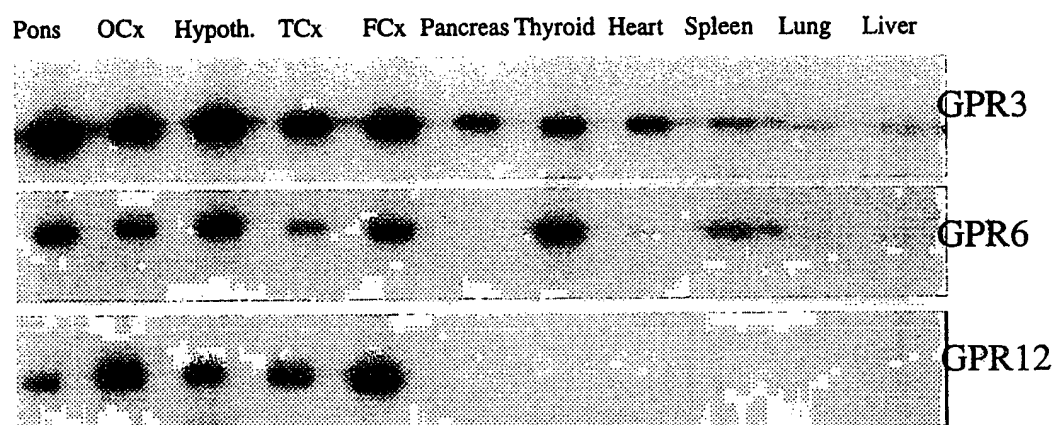 Pons OCx Hypoth. TCx FCx Pancreas Thyroid Heart Spleen Lung Liver
GPR3
GPR6
GPR12